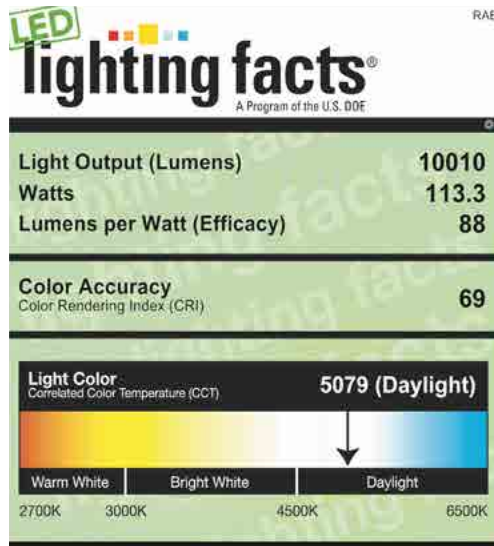 LED
RAB
lighting facts®
A Program of the U.S. DOE
Light Output (Lumens) 10010
Watts 113.3
Lumens per Watt (Efficacy) 88
Color Accuracy
Color Rendering Index (CRI) 69
Light Color
Correlated Color Temperature (CCT) 5079 (Daylight)
Warm White Bright White Daylight
2700K 3000K 4500K 6500K